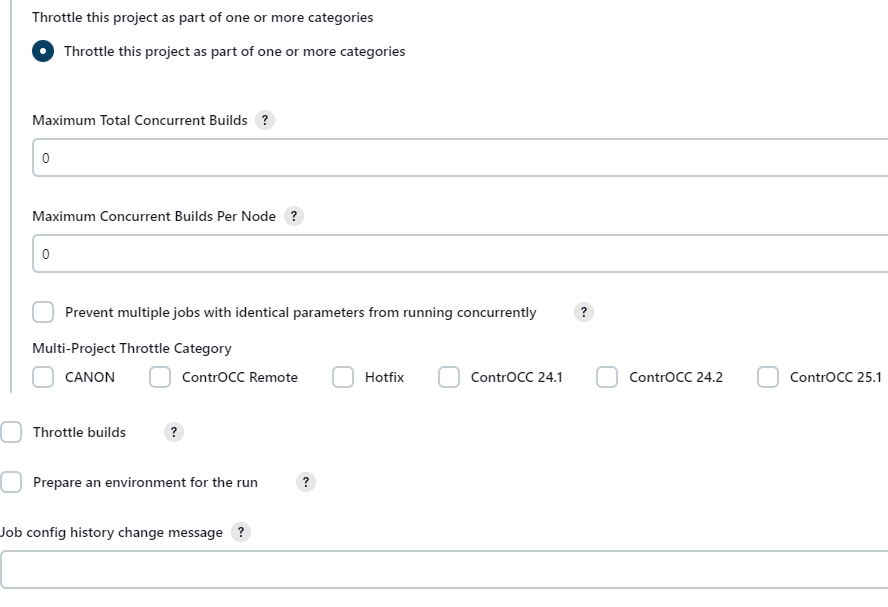 Throttle this project as part of one or more categories
Throttle this project as part of one or more categories
Maximum Total Concurrent Builds ?
0
Maximum Concurrent Builds Per Node ?
0
Prevent multiple jobs with identical parameters from running concurrently ?
Multi-Project Throttle Category
CANON ControCC Remote Hotfix ContrOCC 24.1 ContrOCC 24.2 ContrOCC 25.1
Throttle builds ?
Prepare an environment for the run ?
Job config history change message ?